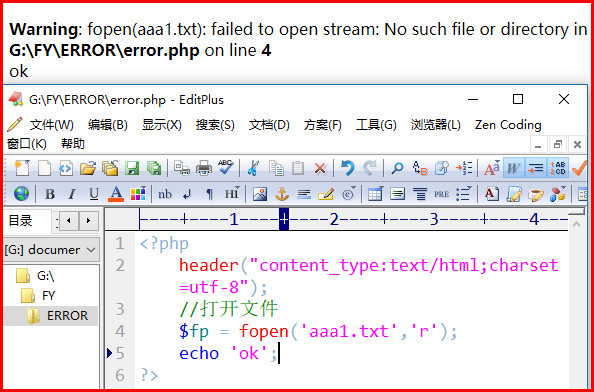 Warning: fopen(aaa1.txt): failed to open stream: No such file or directory in
G:\FY\ERROR\error.php on line 4
ok
G:\FY\ERROR\error.php - EditPlus
文件(W) 编辑(B) 显示(X) 搜索(S) 文档(D) 方案(F) 工具(G) 浏览器(L) Zen Coding
窗口(K) 帮助
B I U A nb ¶ HI PRE
目录
----+----1----+----2----+----3----+----4----
[G:] documer
G:\
FY
ERROR
1 <?php
2 header("content_type:text/html;charset
=utf-8");
3 //打开文件
4 $fp = fopen('aaa1.txt','r');
5 echo 'ok';
6 ?>